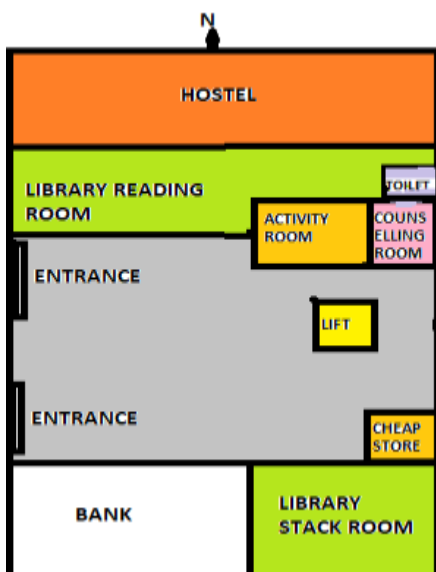 N
HOSTEL
LIBRARY READING
ROOM
TOILET
ACTIVITY
ROOM
COUNS
ELLING
ROOM
ENTRANCE
LIFT
ENTRANCE
CHEAP
STORE
BANK
LIBRARY
STACK ROOM